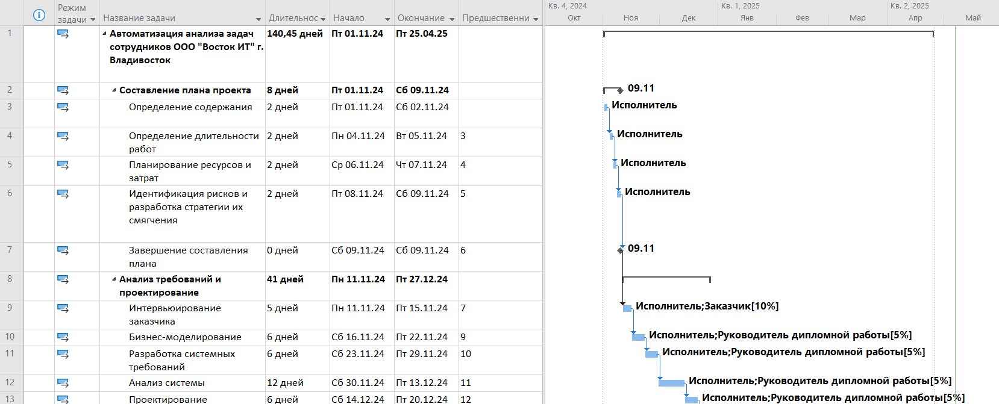 Режим задачи
Название задачи
Длительнос
Начало
Окончание
Предшественни
Кв. 4, 2024
Кв. 1, 2025
Кв. 2, 2025
Окт
Ноя
Дек
Янв
Фев
Мар
Апр
Май
1 Автоматизация анализа задач 140,45 дней Пт 01.11.24 Пт 25.04.25
сотрудников ООО "Восток ИТ" г.
Владивосток
2 Составление плана проекта 8 дней Пт 01.11.24 Сб 09.11.24 09.11
3 Определение содержания 2 дней Пт 01.11.24 Сб 02.11.24 Исполнитель
4 Определение длительности 2 дней Пн 04.11.24 Вт 05.11.24 3 Исполнитель
работ
5 Планирование ресурсов и 2 дней Ср 06.11.24 Чт 07.11.24 4 Исполнитель
затрат
6 Идентификация рисков и 2 дней Пт 08.11.24 Сб 09.11.24 5 Исполнитель
разработка стратегии их
смягчения
7 Завершение составления 0 дней Сб 09.11.24 Сб 09.11.24 6 09.11
плана
8 Анализ требований и 41 дней Пн 11.11.24 Пт 27.12.24
проектирование
9 Интервьюирование 5 дней Пн 11.11.24 Пт 15.11.24 7 Исполнитель;Заказчик[10%]
заказчика
10 Бизнес-моделирование 6 дней Сб 16.11.24 Пт 22.11.24 9 Исполнитель;Руководитель дипломной работы[5%]
11 Разработка системных 6 дней Сб 23.11.24 Пт 29.11.24 10 Исполнитель;Руководитель дипломной работы[5%]
требований
12 Анализ системы 12 дней Сб 30.11.24 Пт 13.12.24 11 Исполнитель;Руководитель дипломной работы[5%]
13 Проектирование 6 дней Сб 14.12.24 Пт 20.12.24 12 Исполнитель;Руководитель дипломной работы[5%]